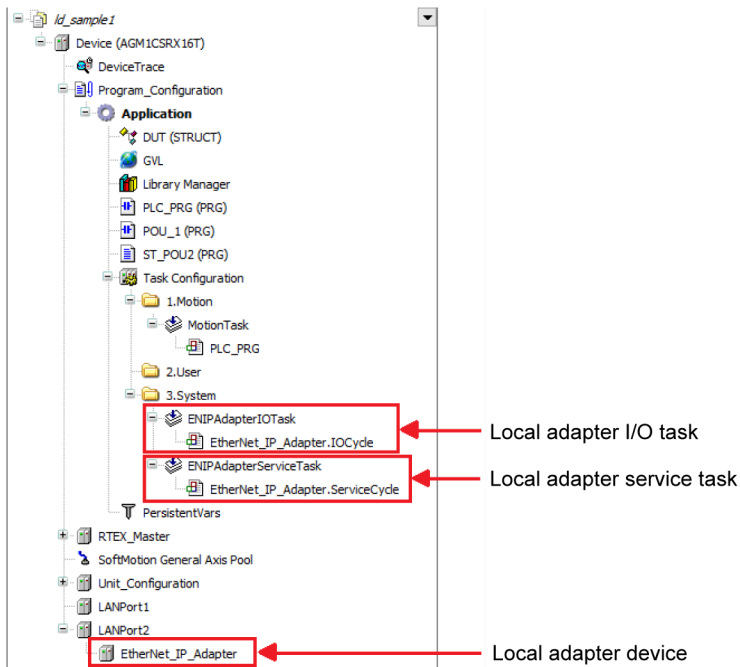 ld_sample1
Device (AGM1CSRX16T)
DeviceTrace
Program_Configuration
Application
DUT (STRUCT)
GVL
Library Manager
PLC_PRG (PRG)
POU_1 (PRG)
ST_POU2 (PRG)
Task Configuration
1.Motion
MotionTask
PLC_PRG
2.User
3.System
ENIPAdapterIOTask
EtherNet_IP_Adapter.IOCycle
Local adapter I/O task
ENIPAdapterServiceTask
EtherNet_IP_Adapter.ServiceCycle
Local adapter service task
PersistentVars
RTEX_Master
SoftMotion General Axis Pool
Unit_Configuration
LANPort1
LANPort2
EtherNet_IP_Adapter
Local adapter device